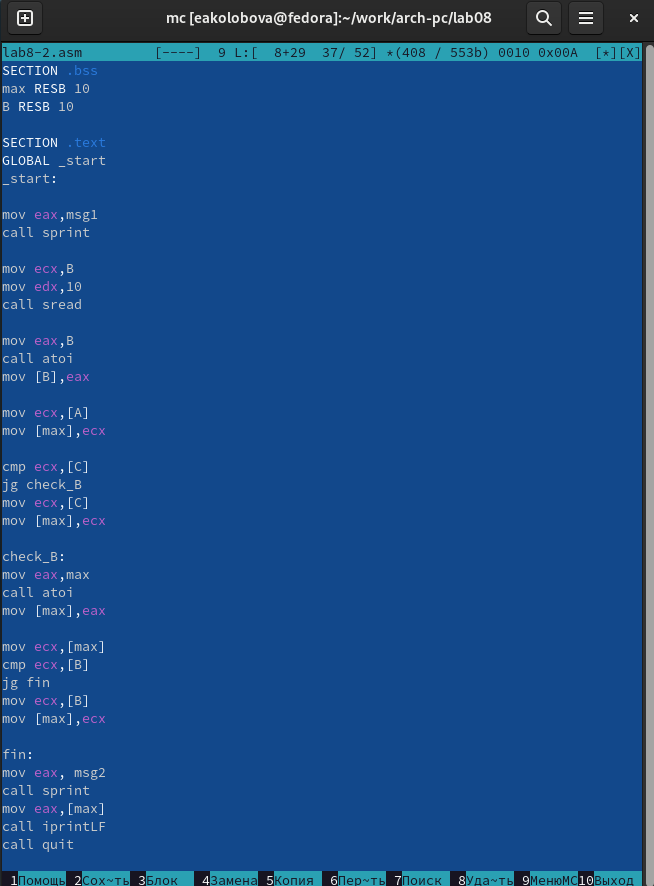 mc [eakolobova@fedora]:~/work/arch-pc/lab08
lab8-2.asm [----] 9 L:[ 8+29 37/ 52] *(408 / 553b) 0010 0x00A [*][X]
SECTION .bss
max RESB 10
B RESB 10
SECTION .text
GLOBAL _start
_start:
mov eax,msg1
call sprint
mov ecx,B
mov edx,10
call sread
mov eax,B
call atoi
mov [B],eax
mov ecx,[A]
mov [max],ecx
cmp ecx,[C]
jg check_B
mov ecx,[C]
mov [max],ecx
check_B:
mov eax,max
call atoi
mov [max],eax
mov ecx,[max]
cmp ecx,[B]
jg fin
mov ecx,[B]
mov [max],ecx
fin:
mov eax, msg2
call sprint
mov eax,[max]
call iprintLF
call quit
1Помощь 2Сох~ть 3Блок 4Замена 5Копия 6Пер~ть 7Поиск 8Уда~ть 9МенюMC 10Выход